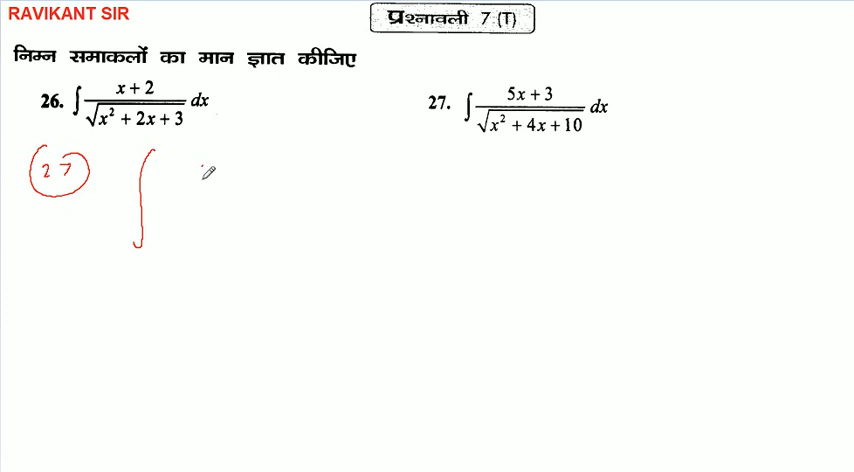 RAVIKANT SIR
प्रश्नावली 7 (T)
निम्न समाकलों का मान ज्ञात कीजिए
26. ∫ (x + 2)/√(x² + 2x + 3) dx
27. ∫ (5x + 3)/√(x² + 4x + 10) dx
27 ∫